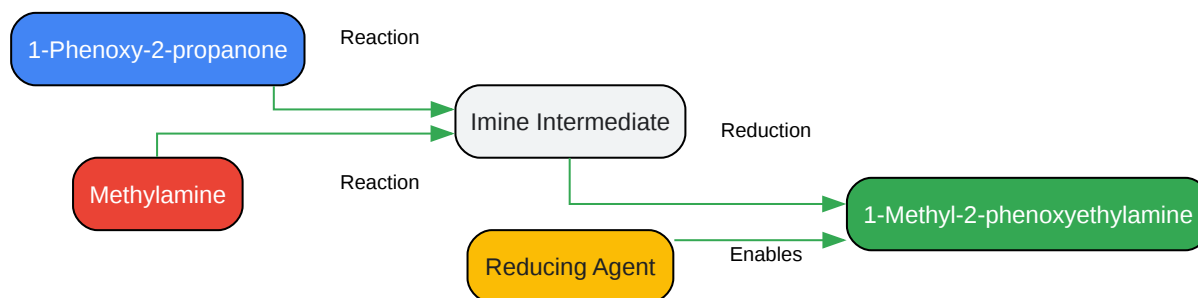 1-Phenoxy-2-propanone
Reaction
Imine Intermediate
Reduction
Methylamine
Reaction
1-Methyl-2-phenoxyethylamine
Reducing Agent
Enables